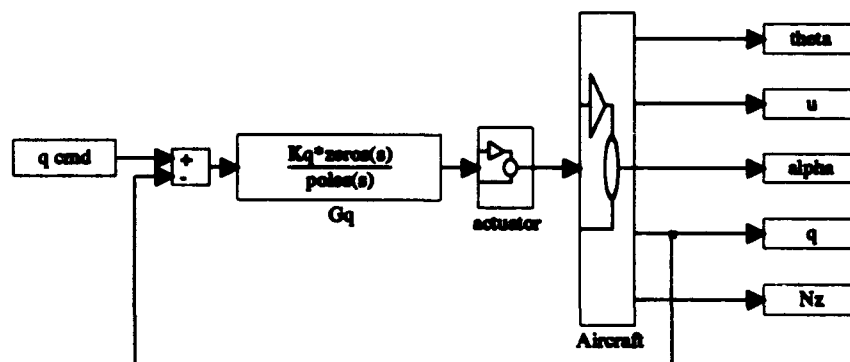 theta
u
q cmd
+
-
Kq*zeros(s)
poles(s)
Gq
actuator
alpha
q
Nz
Aircraft